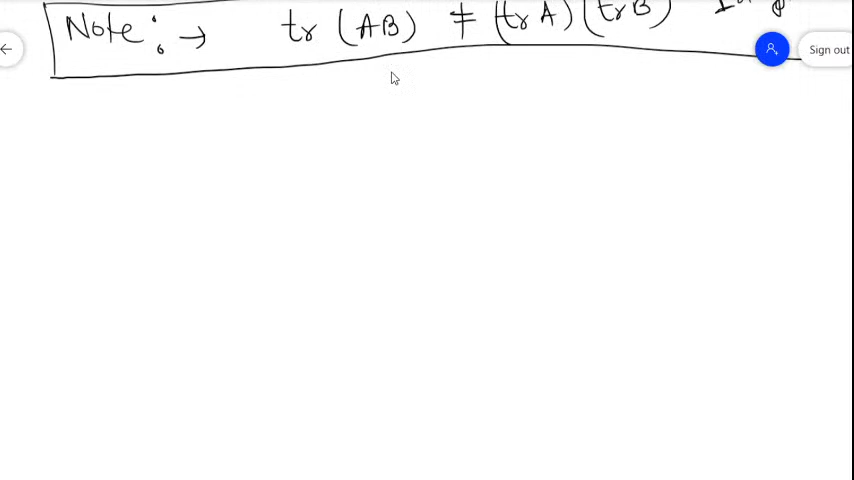 Note :→ tr (AB) ≠ (tr A) (tr B)
Sign out